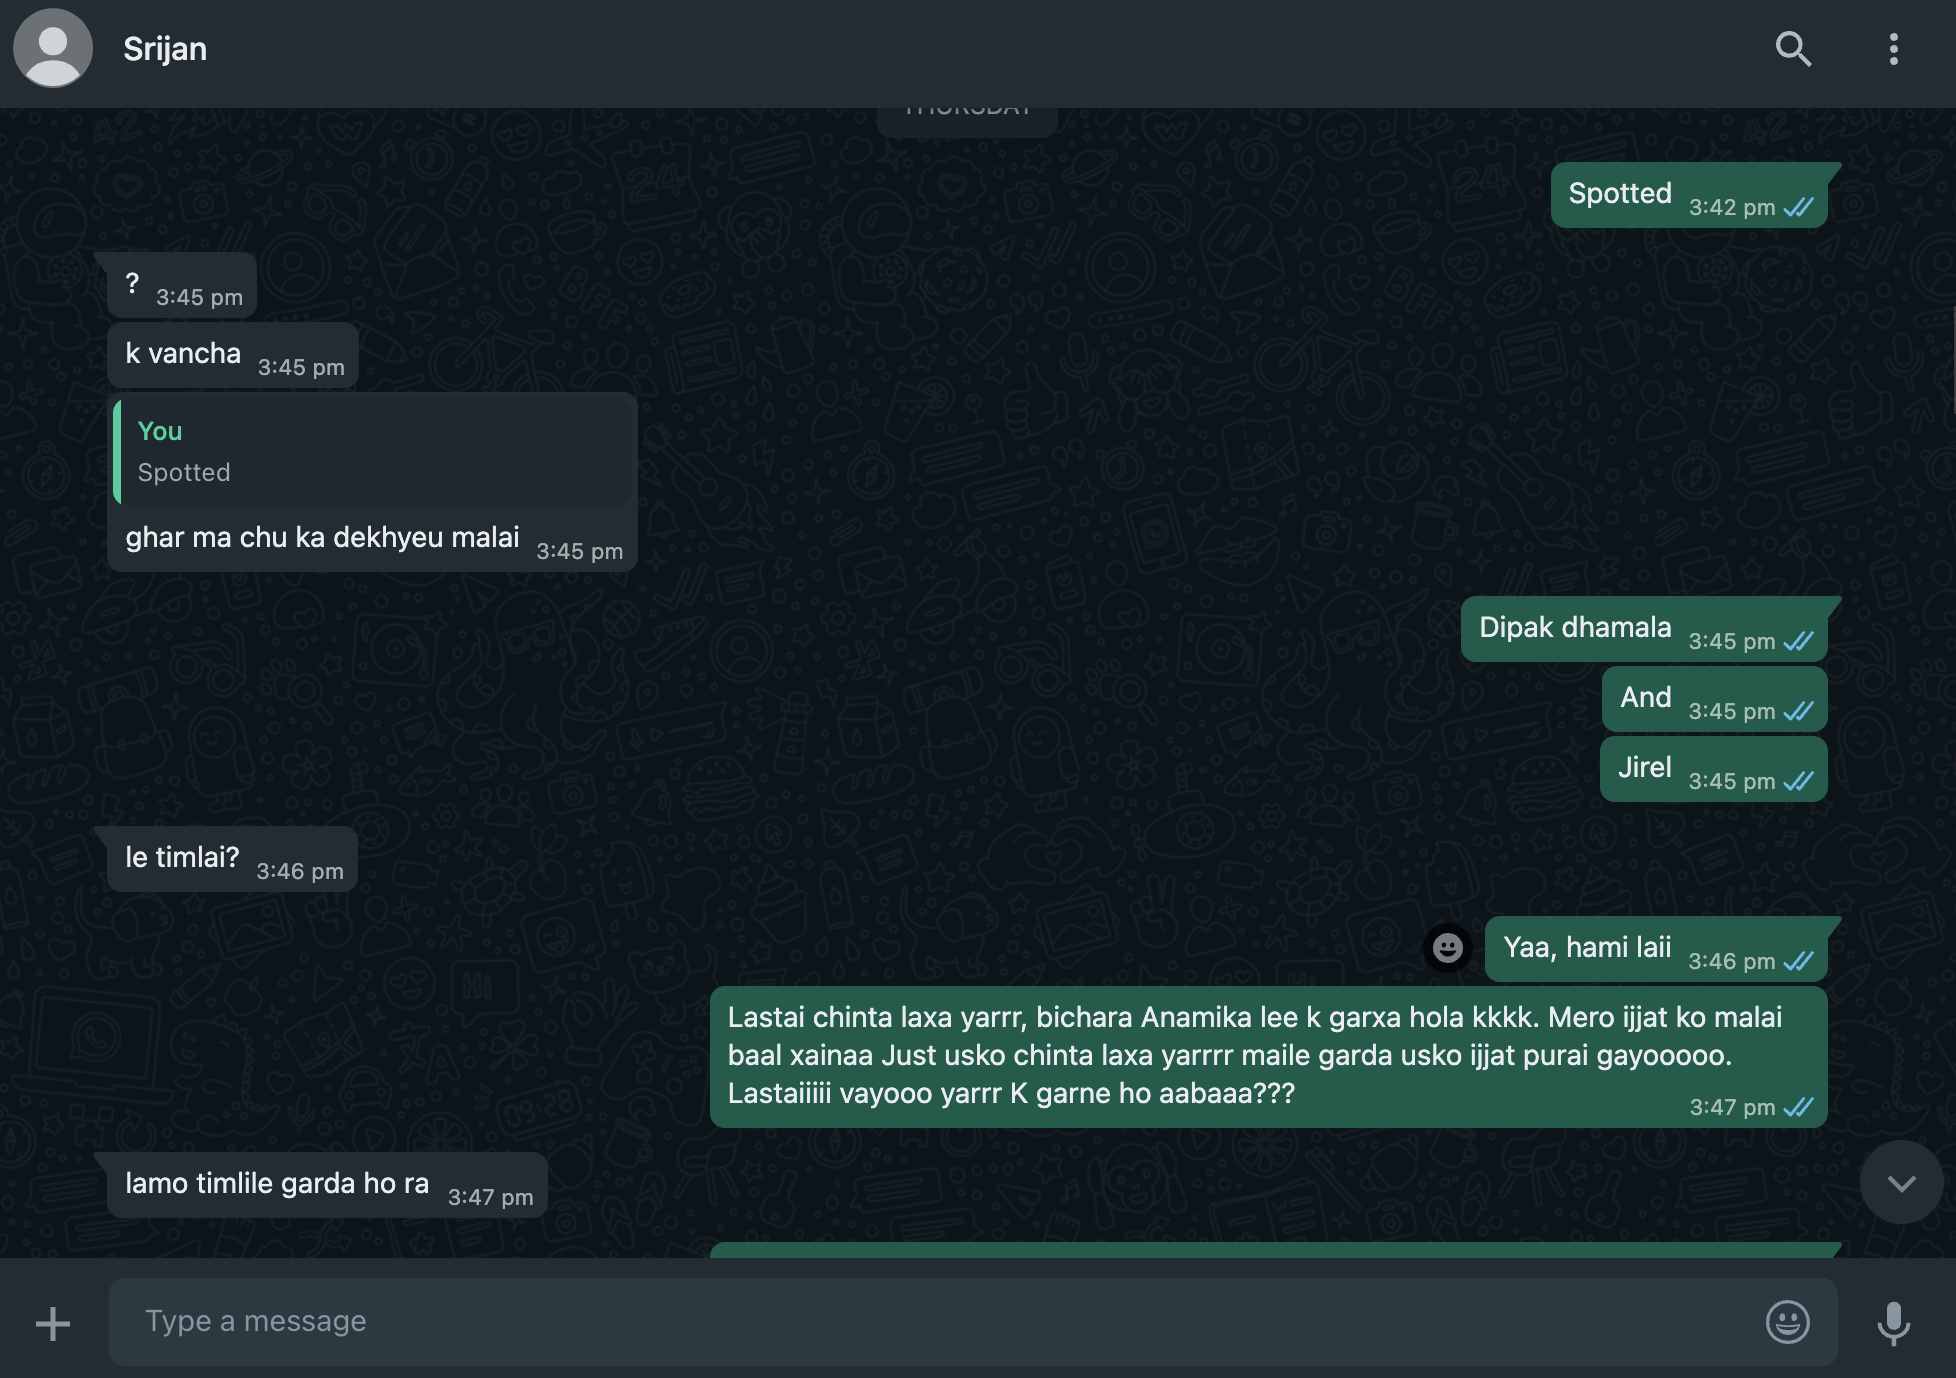 Srijan
THURSDAY
Spotted 3:42 pm
? 3:45 pm
k vancha 3:45 pm
You
Spotted
ghar ma chu ka dekhyeu malai 3:45 pm
Dipak dhamala 3:45 pm
And 3:45 pm
Jirel 3:45 pm
le timlai? 3:46 pm
Yaa, hami laii 3:46 pm
Lastai chinta laxa yarrr, bichara Anamika lee k garxa hola kkkk. Mero ijjat ko malai
baal xainaa Just usko chinta laxa yarrrr maile garda usko ijjat purai gayooooo.
Lastaiiiii vayooo yarrr K garne ho aabaaa???
3:47 pm
lamo timlile garda ho ra 3:47 pm
Type a message